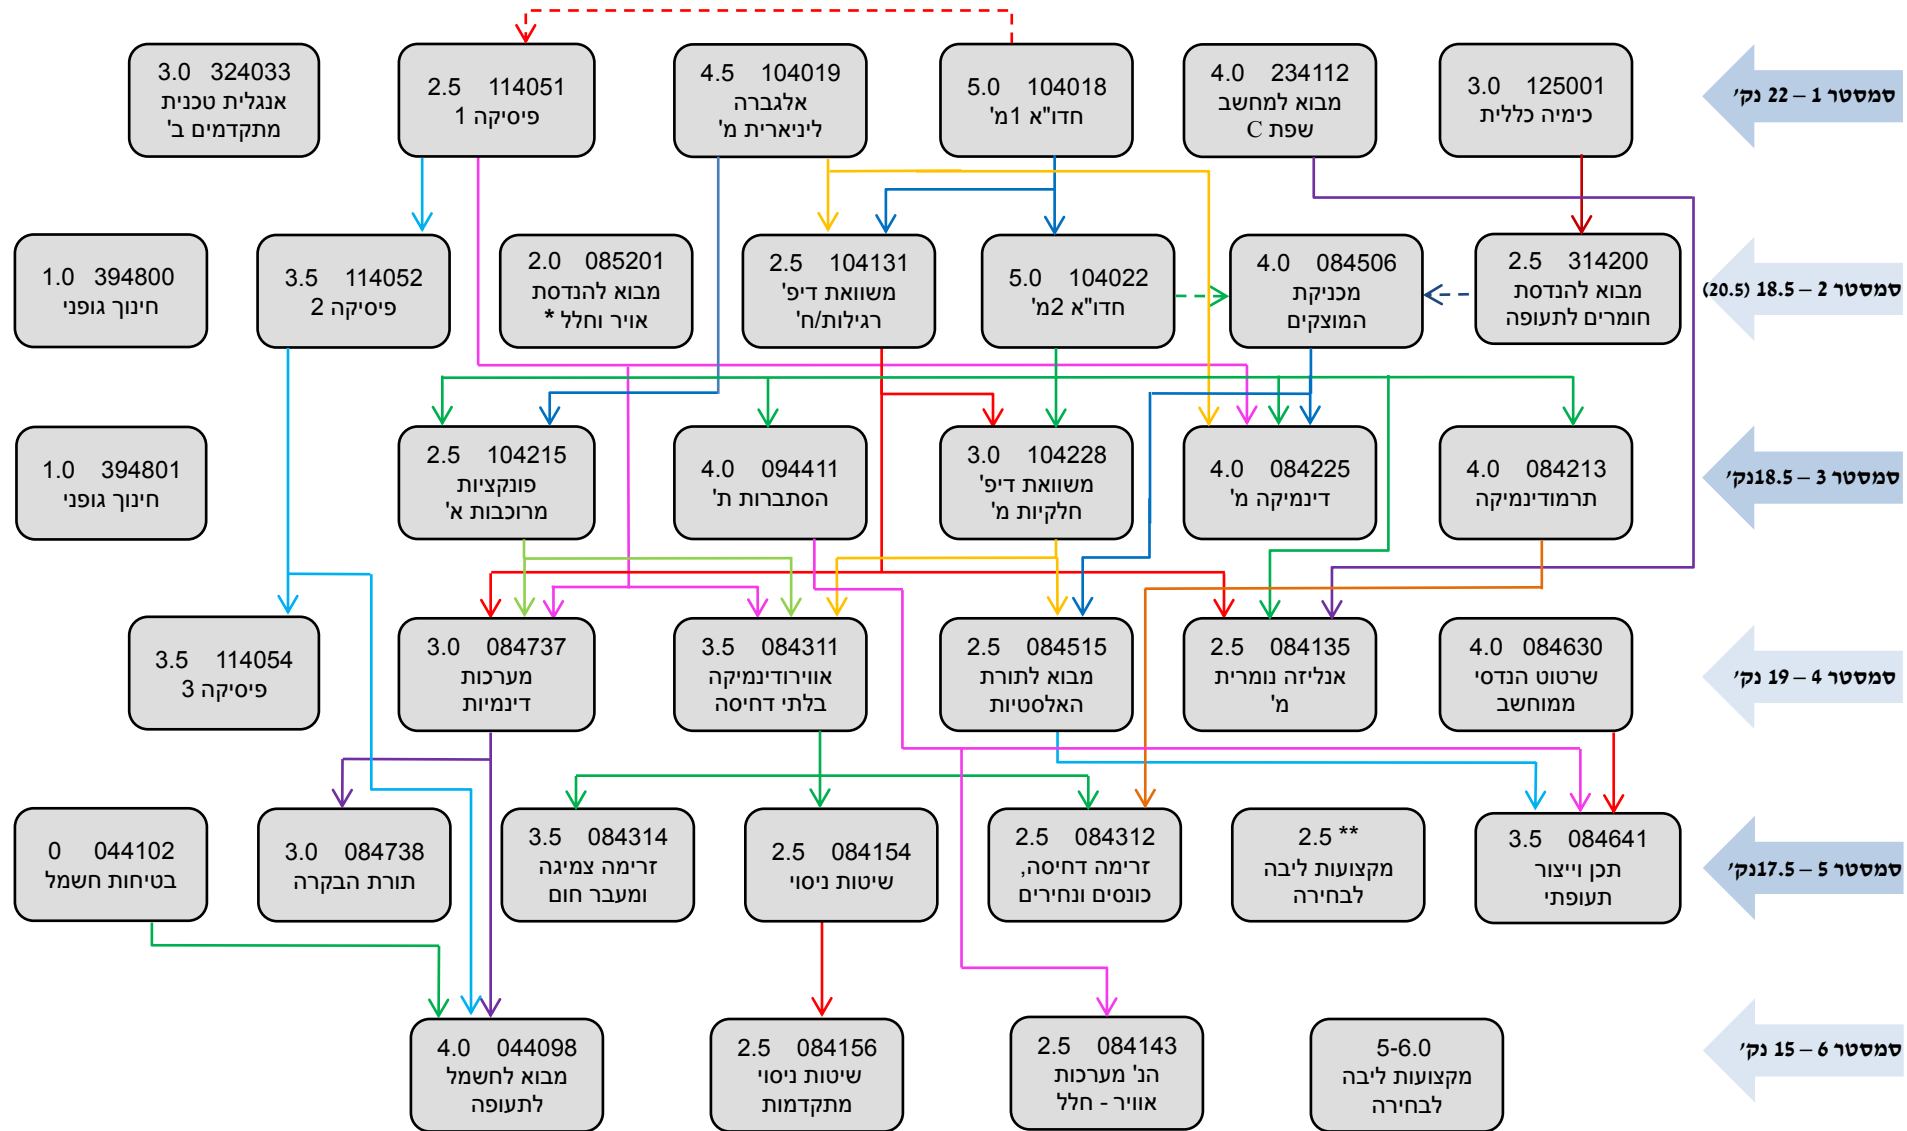 סמסטר 1 – 22 נק'
125001 3.0
כימיה כללית
234112 4.0
מבוא למחשב
שפת C
104018 5.0
חדו"א 1מ'
104019 4.5
אלגברה
ליניארית מ'
114051 2.5
פיסיקה 1
324033 3.0
אנגלית טכנית
מתקדמים ב'
סמסטר 2 – 18.5 (20.5)
314200 2.5
מבוא להנדסת
חומרים לתעופה
084506 4.0
מכניקת
המוצקים
104022 5.0
חדו"א 2מ'
104131 2.5
משוואת דיפ'
רגילות/ח'
085201 2.0
מבוא להנדסת
אויר וחלל *
114052 3.5
פיסיקה 2
394800 1.0
חינוך גופני
סמסטר 3 – 18.5נק'
084213 4.0
תרמודינמיקה
084225 4.0
דינמיקה מ'
104228 3.0
משוואת דיפ'
חלקיות מ'
094411 4.0
הסתברות ת'
104215 2.5
פונקציות
מרוכבות א'
394801 1.0
חינוך גופני
סמסטר 4 – 19 נק'
084630 4.0
שרטוט הנדסי
ממוחשב
084135 2.5
אנליזה נומרית
מ'
084515 2.5
מבוא לתורת
האלסטיות
084311 3.5
אווירודינמיקה
בלתי דחיסה
084737 3.0
מערכות
דינמיות
114054 3.5
פיסיקה 3
סמסטר 5 – 17.5נק'
084641 3.5
תכן וייצור
תעופתי
** 2.5
מקצועות ליבה
לבחירה
084312 2.5
זרימה דחיסה,
כונסים ונחירים
084154 2.5
שיטות ניסוי
084314 3.5
זרימה צמיגה
ומעבר חום
084738 3.0
תורת הבקרה
044102 0
בטיחות חשמל
סמסטר 6 – 15 נק'
5-6.0
מקצועות ליבה
לבחירה
084143 2.5
הנ' מערכות
אוויר - חלל
084156 2.5
שיטות ניסוי
מתקדמות
044098 4.0
מבוא לחשמל
לתעופה